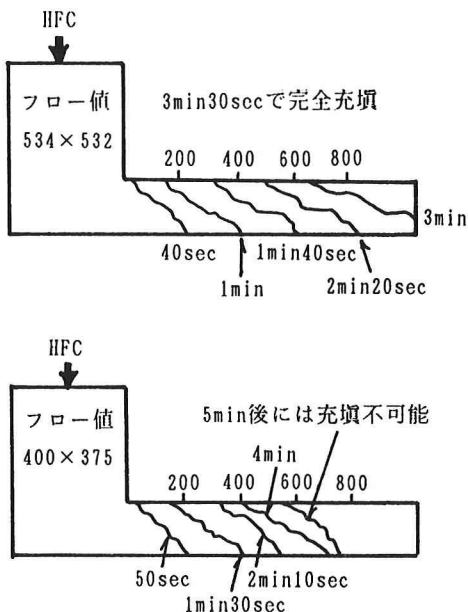 HFC
フロー値
534×532
3min30secで完全充塡
200 400 600 800
3min
40sec
1min40sec
1min
2min20sec
HFC
フロー値
400×375
5min後には充塡不可能
4min
200 400 600 800
50sec
2min10sec
1min30sec